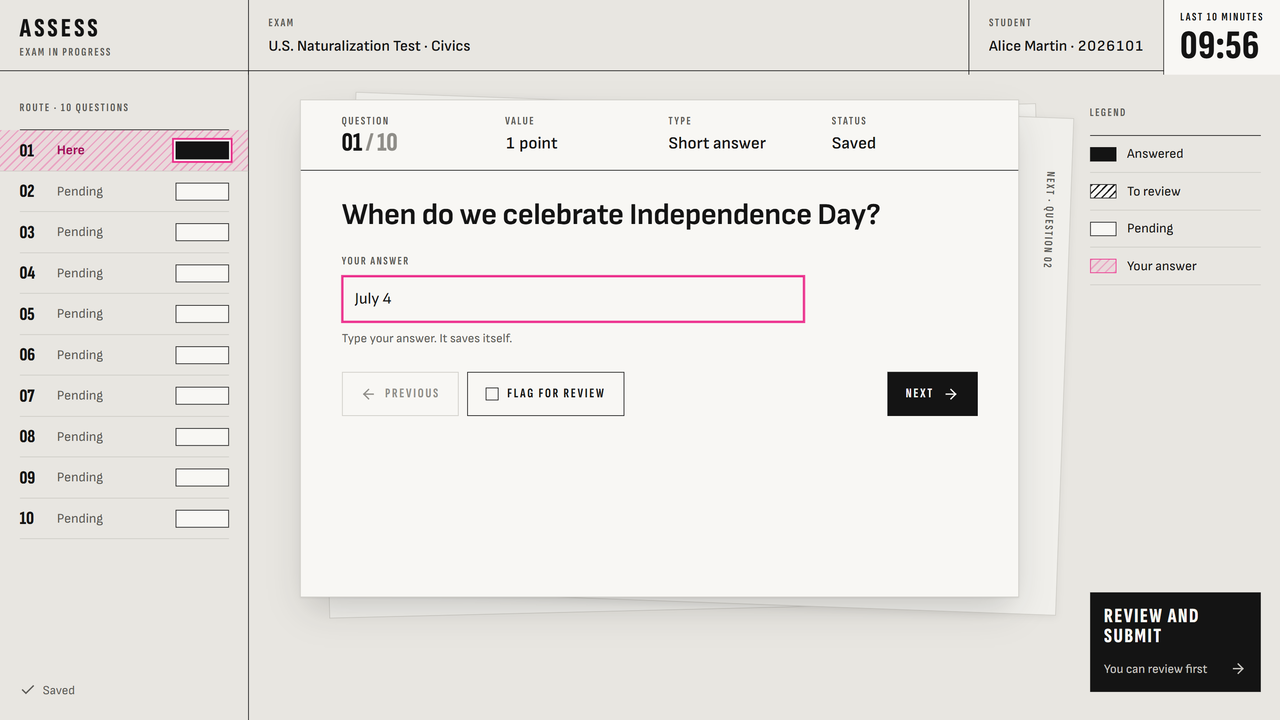 ASSESS
EXAM IN PROGRESS
EXAM
U.S. Naturalization Test · Civics
STUDENT
Alice Martin · 2026101
LAST 10 MINUTES
09:56
ROUTE · 10 QUESTIONS
01 Here
02 Pending
03 Pending
04 Pending
05 Pending
06 Pending
07 Pending
08 Pending
09 Pending
10 Pending
Saved
QUESTION
01 / 10
VALUE
1 point
TYPE
Short answer
STATUS
Saved
When do we celebrate Independence Day?
YOUR ANSWER
July 4
Type your answer. It saves itself.
PREVIOUS
FLAG FOR REVIEW
NEXT
NEXT · QUESTION 02
LEGEND
Answered
To review
Pending
Your answer
REVIEW AND
SUBMIT
You can review first